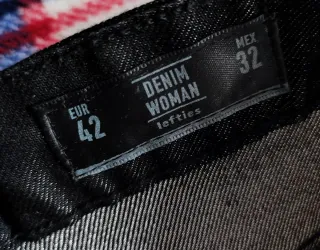 EUR
42
DENIM
WOMAN
lefties
MEX
32